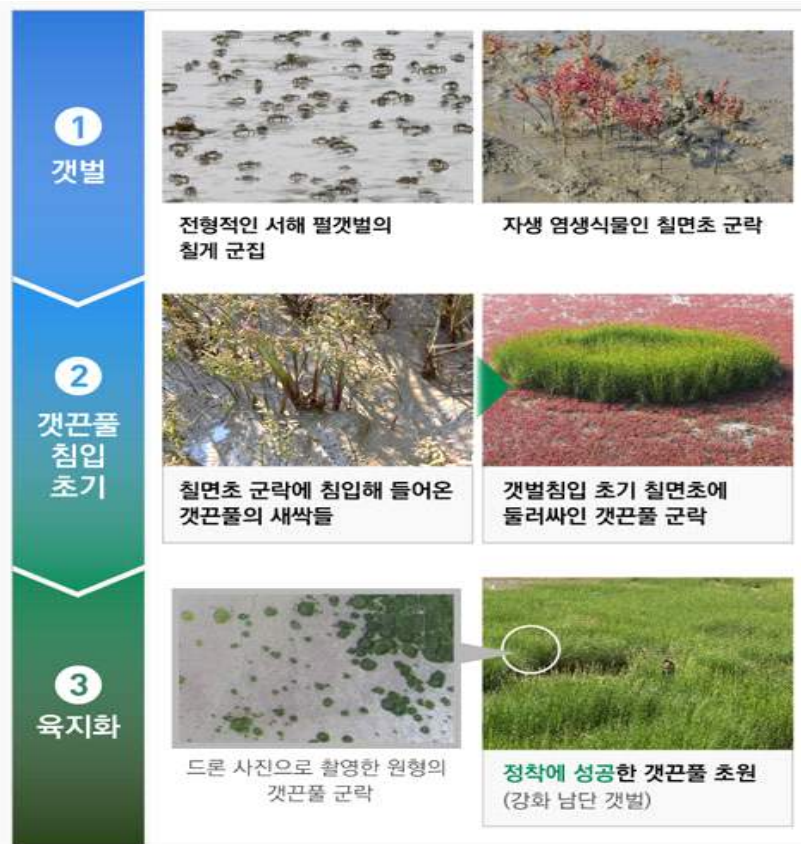 1
갯벌
전형적인 서해 펄갯벌의
칠게 군집
자생 염생식물인 칠면초 군락
2
갯끈풀
침입
초기
칠면초 군락에 침입해 들어온
갯끈풀의 새싹들
갯벌침입 초기 칠면초에
둘러싸인 갯끈풀 군락
3
육지화
드론 사진으로 촬영한 원형의
갯끈풀 군락
정착에 성공한 갯끈풀 초원
(강화 남단 갯벌)